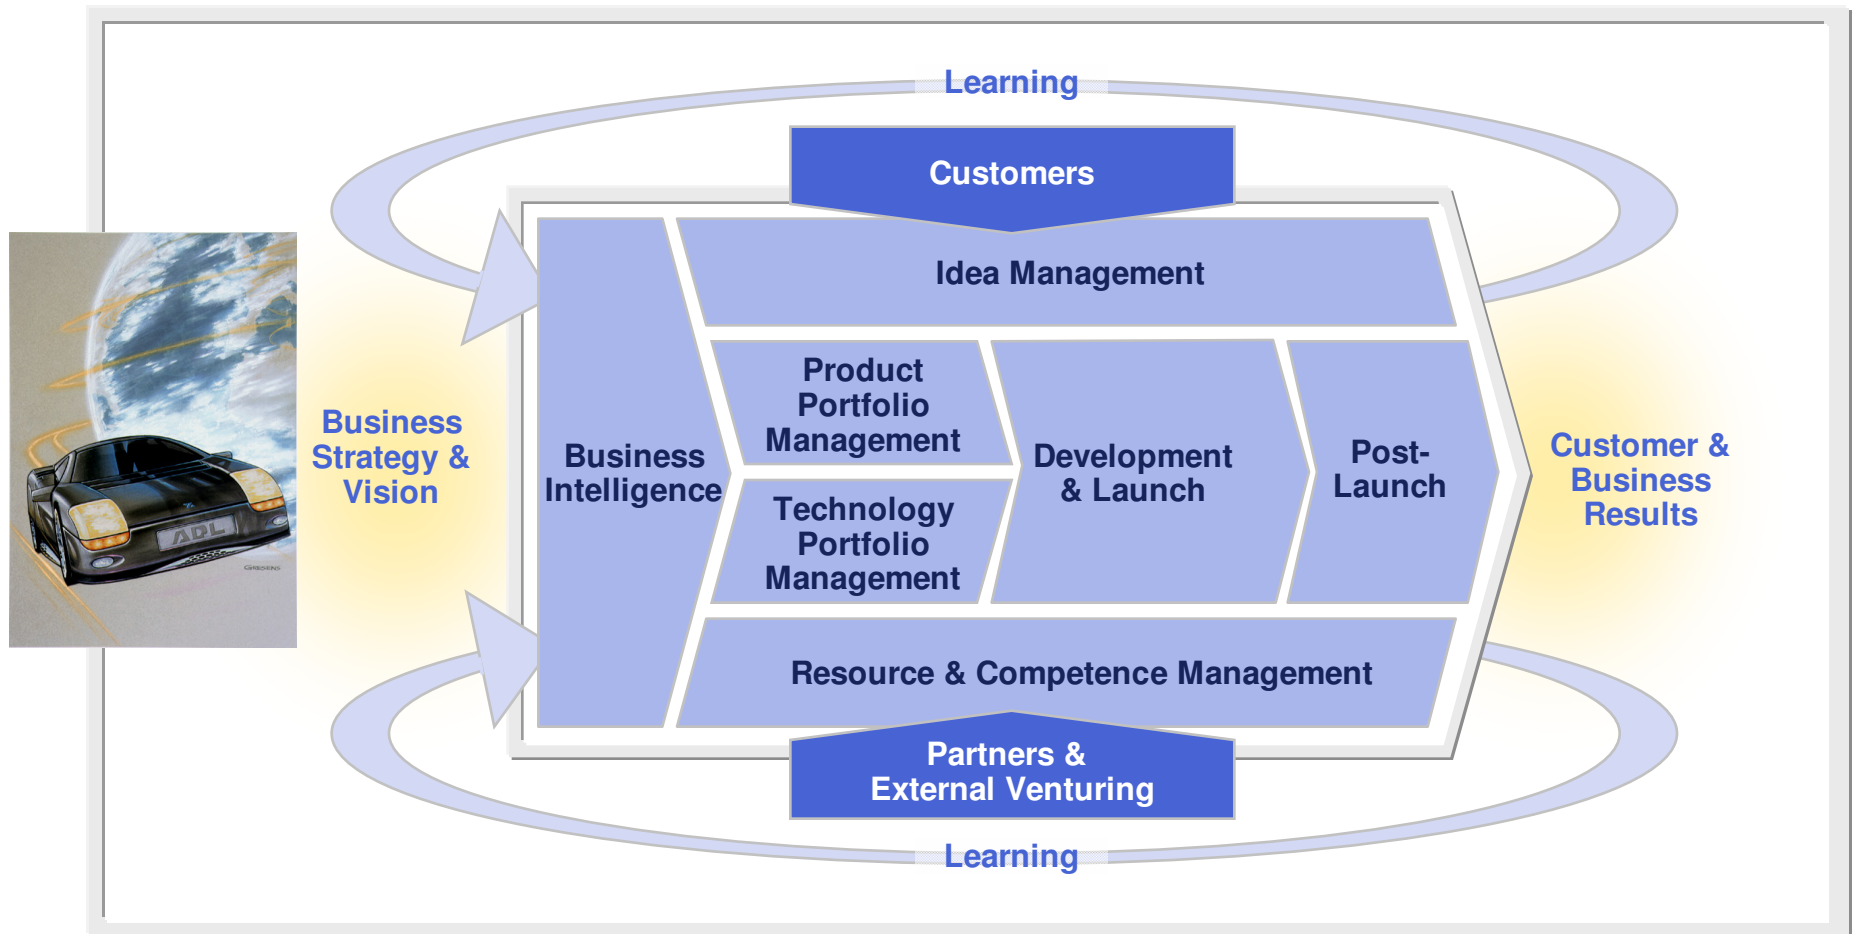 Learning
Customers
Idea Management
Business
Strategy &
Vision
Business
Intelligence
Product
Portfolio
Management
Technology
Portfolio
Management
Development
& Launch
Post-
Launch
Customer &
Business
Results
Resource & Competence Management
Partners &
External Venturing
Learning
ADL